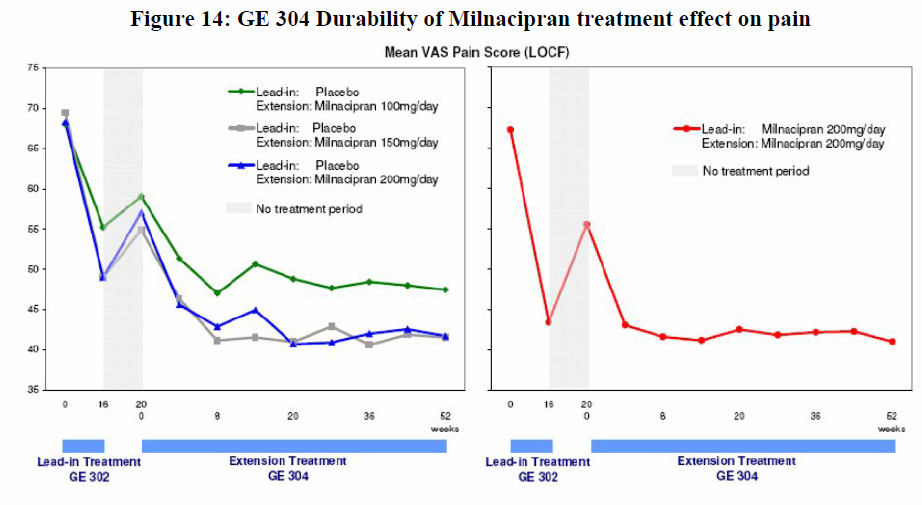 Figure 14: GE 304 Durability of Milnacipran treatment effect on pain
Mean VAS Pain Score (LOCF)
75
70
65
60
55
50
45
40
35
Lead-in: Placebo
Extension: Milnacipran 100mg/day
Lead-in: Placebo
Extension: Milnacipran 150mg/day
Lead-in: Placebo
Extension: Milnacipran 200mg/day
No treatment period
0 16 20 8 20 36 52
0 weeks
Lead-in Treatment
GE 302
Extension Treatment
GE 304
Lead-in: Milnacipran 200mg/day
Extension: Milnacipran 200mg/day
No treatment period
0 16 20 8 20 36 52
0 weeks
Lead-in Treatment
GE 302
Extension Treatment
GE 304